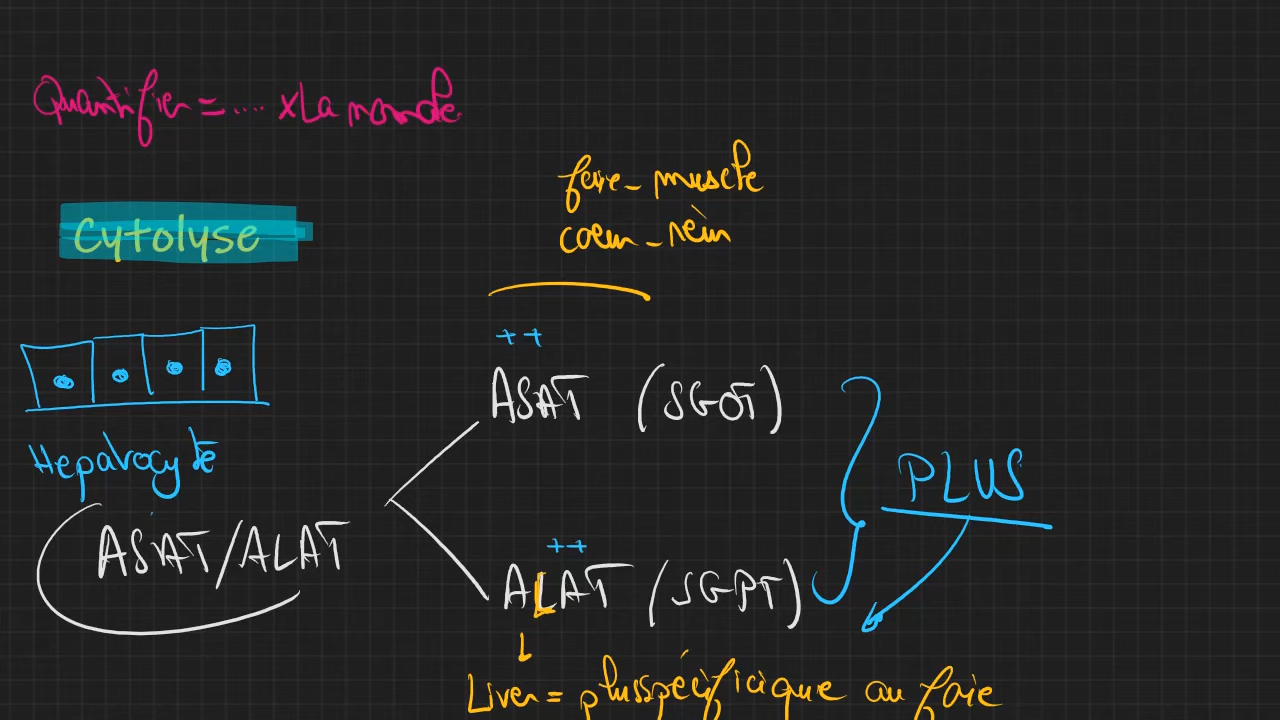 Quantifier = .... x La norme
foie - muscle
coeur - rein
Cytolyse
++
ASAT (SGOT)
Hepatocyte
PLUS
ASAT/ALAT
++
ALAT (SGPT)
Liver = plus spécifique au foie